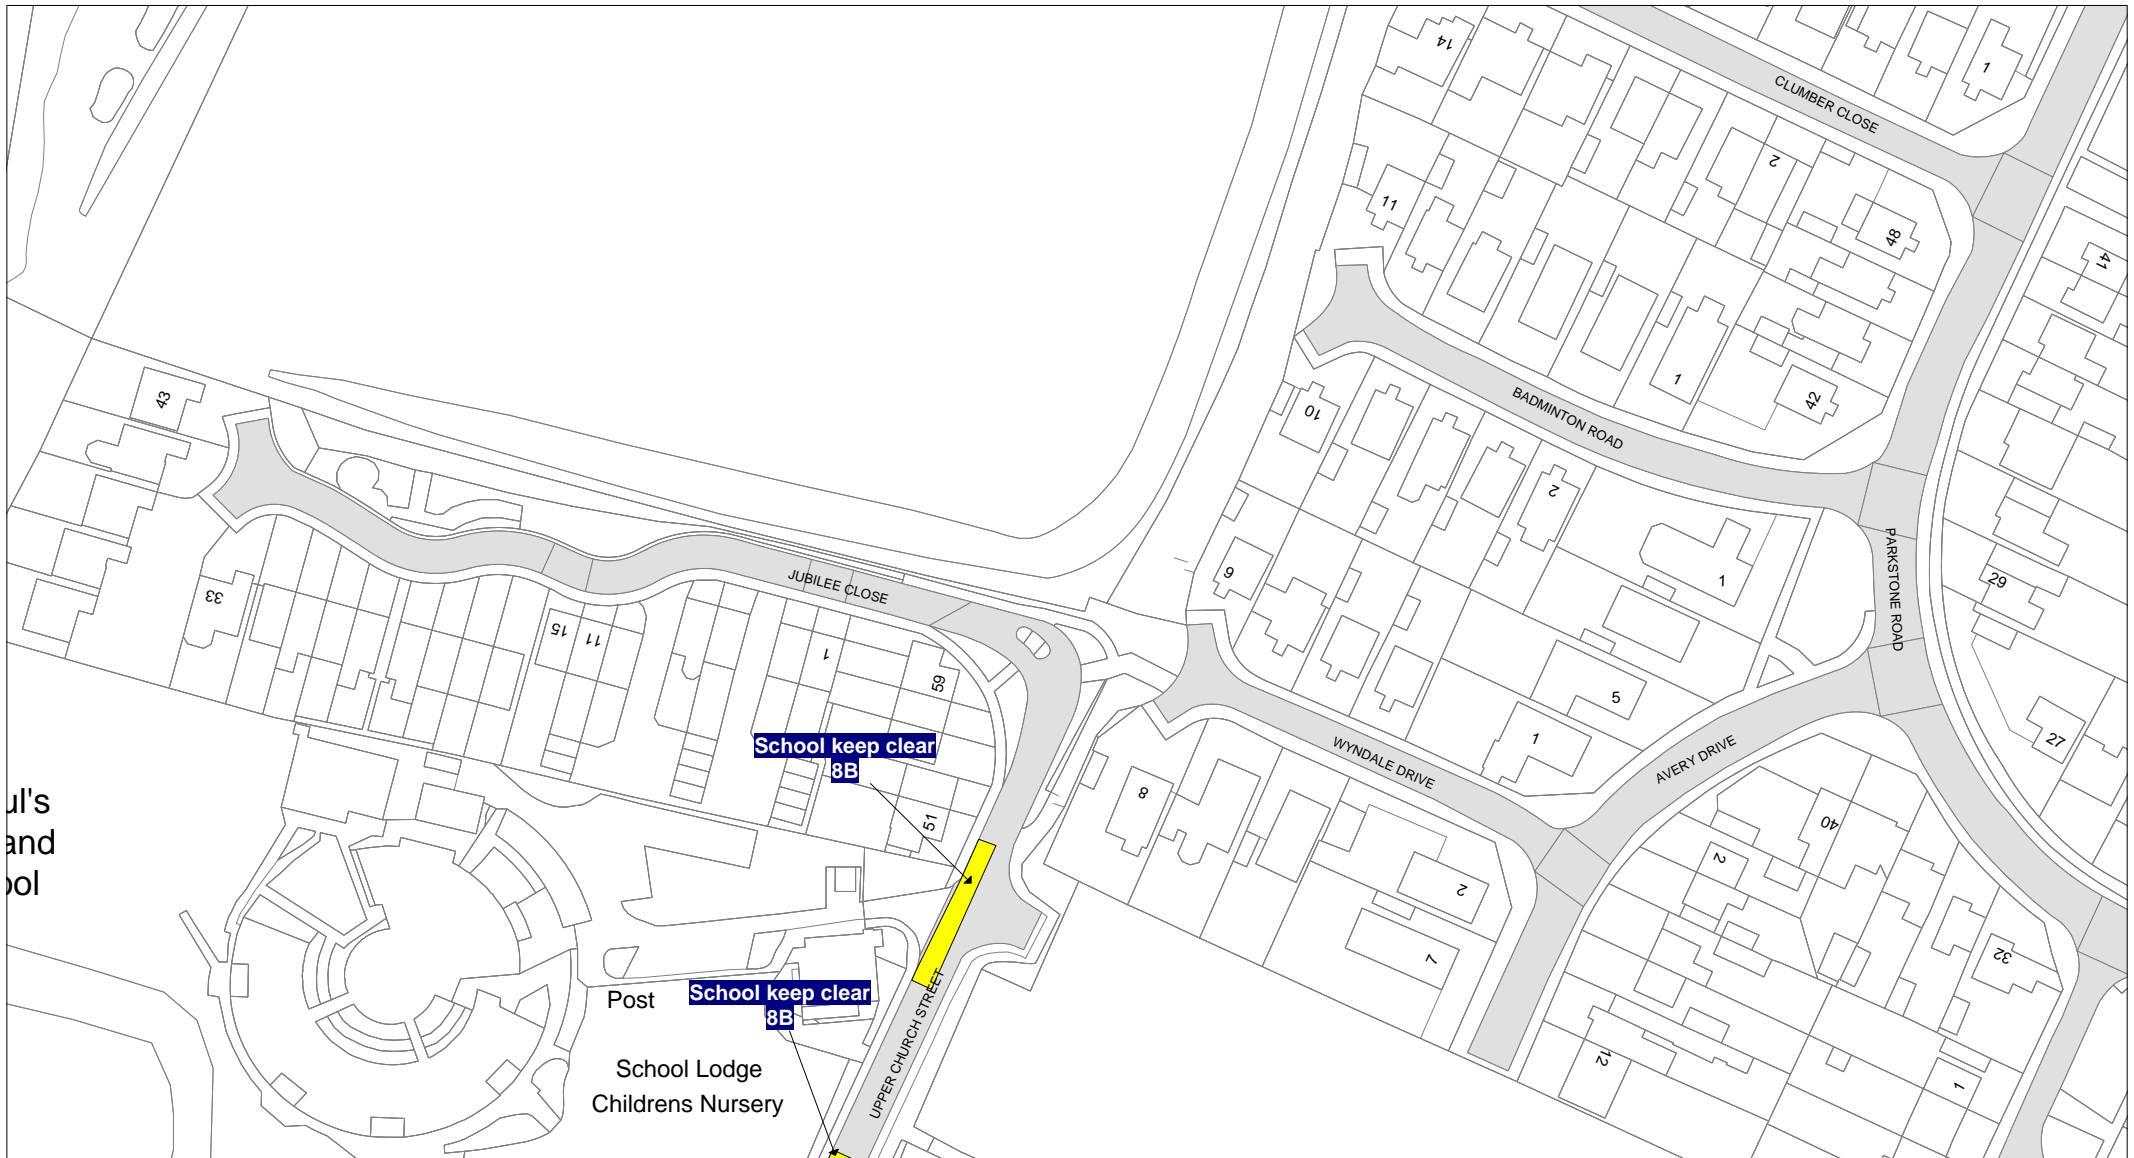 14
1
CLUMBER CLOSE
2
11
48
41
43
10
1
42
BADMINTON ROAD
2
PARKSTONE ROAD
9
1
29
33
15
11
JUBILEE CLOSE
1
59
5
1
27
WYNDALE DRIVE
AVERY DRIVE
School keep clear
8B
8
51
40
2
2
ul's
and
ool
7
32
Post
School keep clear
8B
UPPER CHURCH STREET
School Lodge
Childrens Nursery
12
1